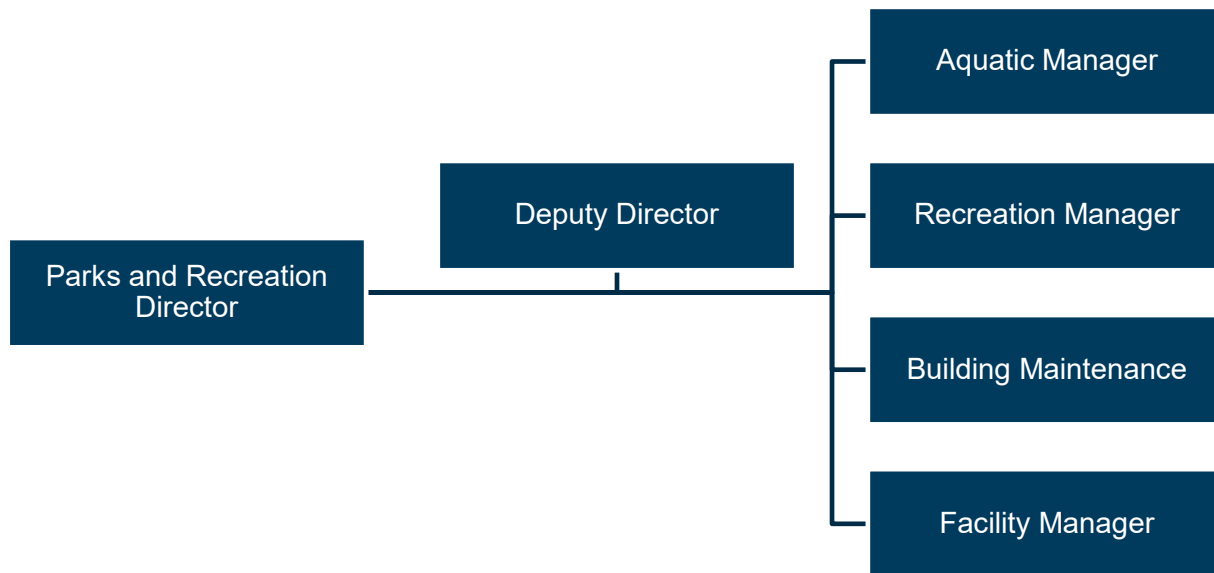 Aquatic Manager
Deputy Director
Recreation Manager
Parks and Recreation
Director
Building Maintenance
Facility Manager